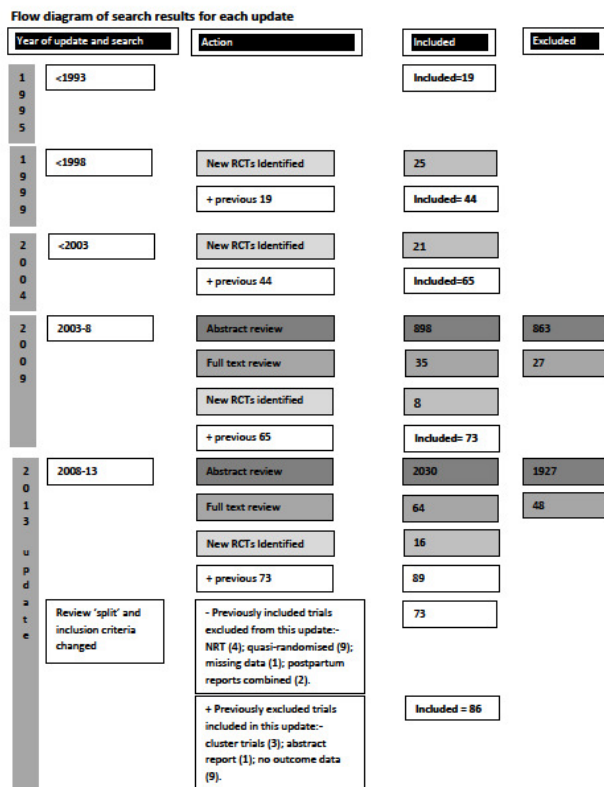 Flow diagram of search results for each update
Year of update and search Action Included Excluded
1995
<1993 Included=19
1999
<1998 New RCTs Identified 25
+ previous 19 Included= 44
2004
<2003 New RCTs Identified 21
+ previous 44 Included=65
2009
2003-8 Abstract review 898 863
Full text review 35 27
New RCTs identified 8
+ previous 65 Included= 73
2013 update
2008-13 Abstract review 2030 1927
Full text review 64 48
New RCTs Identified 16
+ previous 73 89
Review 'split' and
inclusion criteria
changed
- Previously included trials
excluded from this update:-
NRT (4); quasi-randomised (9);
missing data (1); postpartum
reports combined (2).
73
+ Previously excluded trials
included in this update:-
cluster trials (3); abstract
report (1); no outcome data
(9).
Included = 86